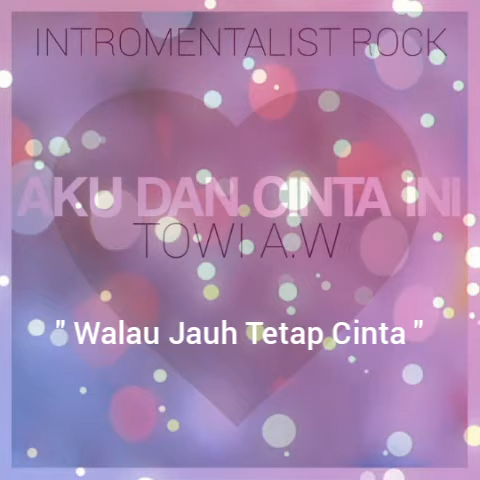 INTROMENTALIST ROCK
AKU DAN CINTA INI
TOWI A.W
" Walau Jauh Tetap Cinta "